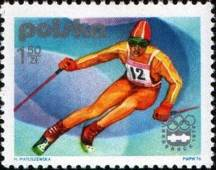 polska
1.50
ZŁ
12
H. MATUSZEWSKA
PWPW 76